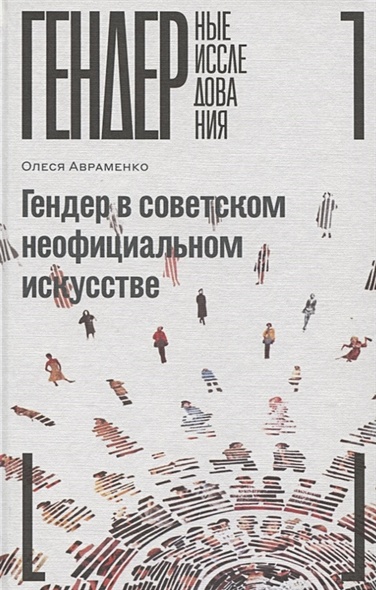 ГЕНДЕР
НЫЕ
ИССЛЕ
ДОВА
НИЯ
Олеся Авраменко
Гендер в советском
неофициальном
искусстве